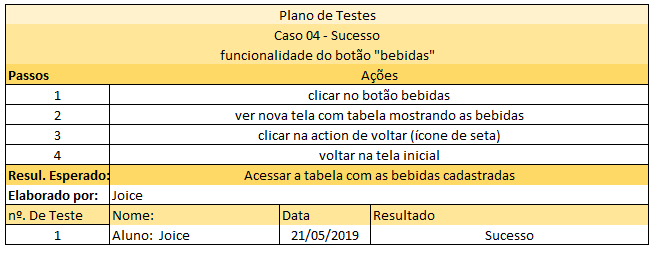 Plano de Testes
Caso 04 - Sucesso
funcionalidade do botão "bebidas"
Passos Ações
1 clicar no botão bebidas
2 ver nova tela com tabela mostrando as bebidas
3 clicar na action de voltar (ícone de seta)
4 voltar na tela inicial
Resul. Esperado: Acessar a tabela com as bebidas cadastradas
Elaborado por: Joice
nº. De Teste Nome: Data Resultado
1 Aluno: Joice 21/05/2019 Sucesso